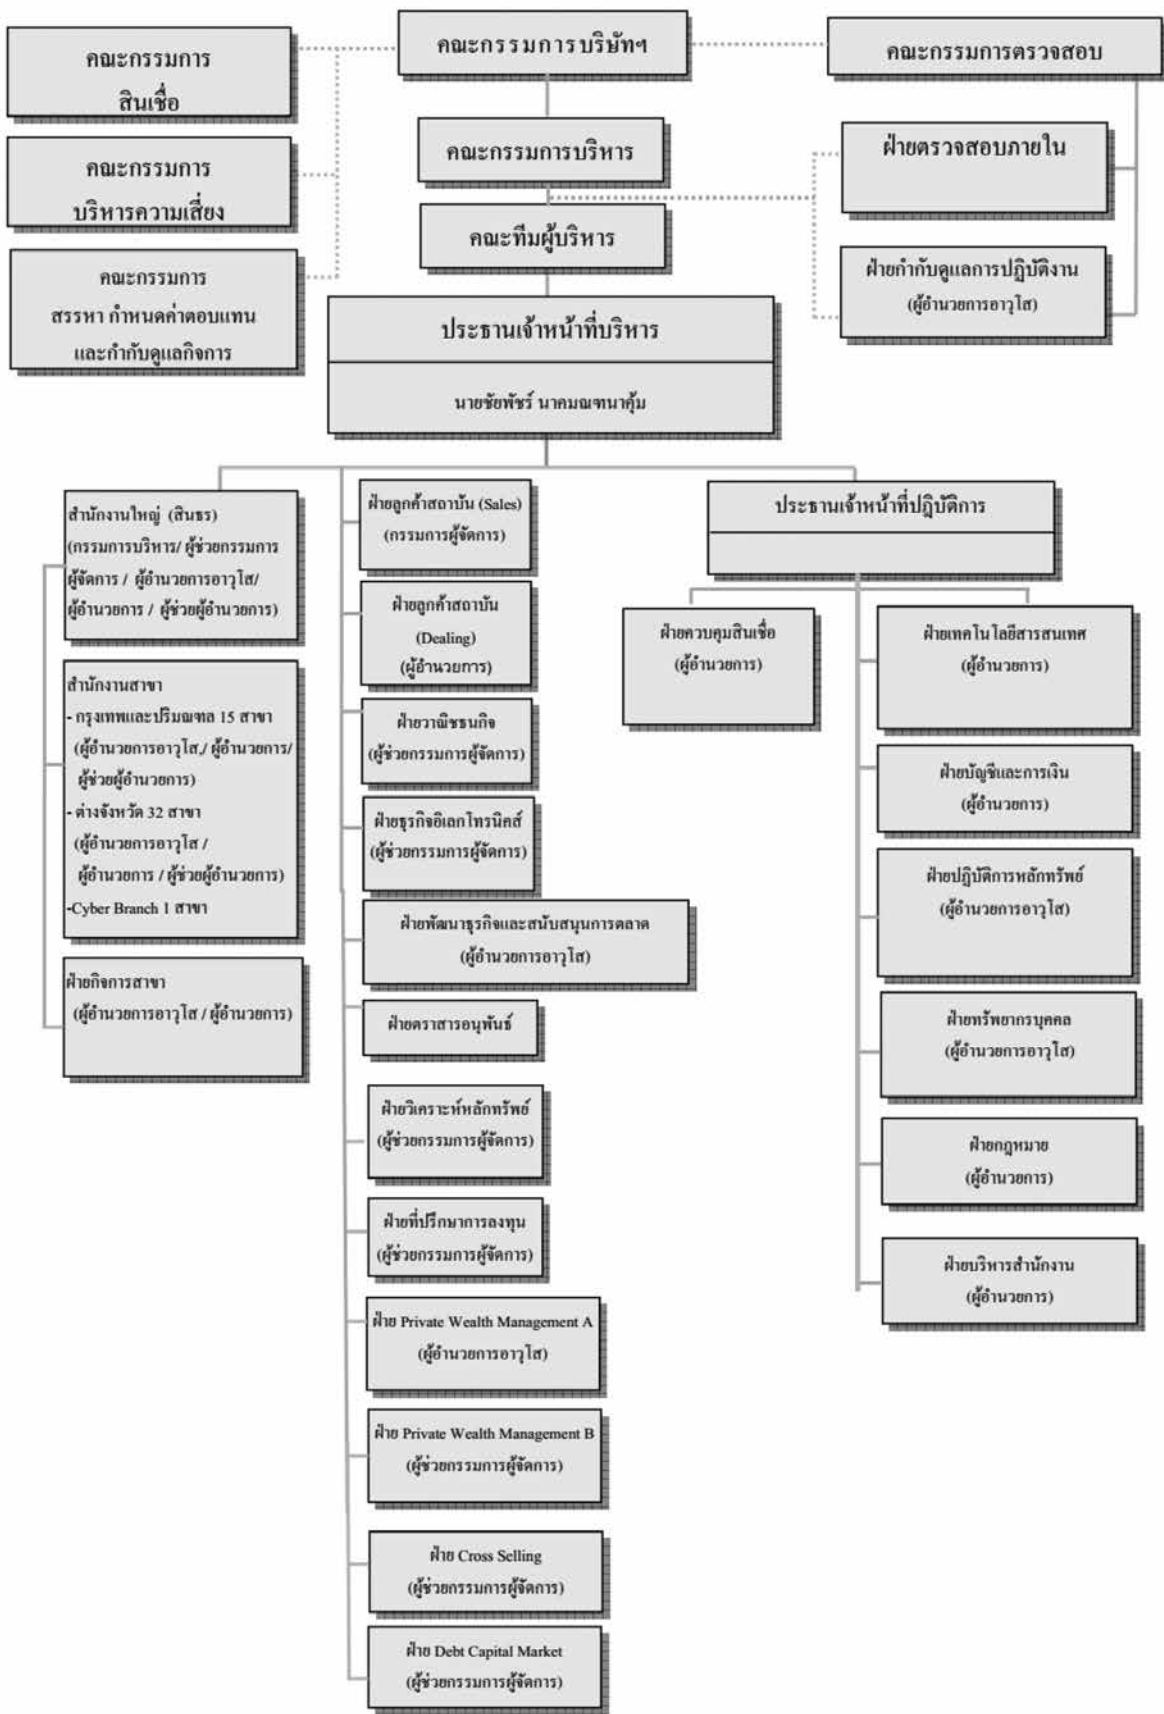 คณะกรรมการบริษัทฯ
คณะกรรมการ
สินเชื่อ
คณะกรรมการ
บริหารความเสี่ยง
คณะกรรมการ
สรรหา กำหนดค่าตอบแทน
และกำกับดูแลกิจการ
คณะกรรมการตรวจสอบ
ฝ่ายตรวจสอบภายใน
ฝ่ายกำกับดูแลการปฏิบัติงาน
(ผู้อำนวยการอาวุโส)
คณะกรรมการบริหาร
คณะทีมผู้บริหาร
ประธานเจ้าหน้าที่บริหาร
นายชัยพัชร์ นาคมณฑนาคุ้ม
สำนักงานใหญ่ (สินธร)
(กรรมการบริหาร/ ผู้ช่วยกรรมการ
ผู้จัดการ / ผู้อำนวยการอาวุโส/
ผู้อำนวยการ / ผู้ช่วยผู้อำนวยการ)
สำนักงานสาขา
- กรุงเทพและปริมณฑล 15 สาขา
(ผู้อำนวยการอาวุโส,/ ผู้อำนวยการ/
ผู้ช่วยผู้อำนวยการ)
- ต่างจังหวัด 32 สาขา
(ผู้อำนวยการอาวุโส /
ผู้อำนวยการ / ผู้ช่วยผู้อำนวยการ)
-Cyber Branch 1 สาขา
ฝ่ายกิจการสาขา
(ผู้อำนวยการอาวุโส / ผู้อำนวยการ)
ฝ่ายลูกค้าสถาบัน (Sales)
(กรรมการผู้จัดการ)
ฝ่ายลูกค้าสถาบัน
(Dealing)
(ผู้อำนวยการ)
ฝ่ายวาณิชธนกิจ
(ผู้ช่วยกรรมการผู้จัดการ)
ฝ่ายธุรกิจอิเลกโทรนิคส์
(ผู้ช่วยกรรมการผู้จัดการ)
ฝ่ายพัฒนาธุรกิจและสนับสนุนการตลาด
(ผู้อำนวยการอาวุโส)
ฝ่ายตราสารอนุพันธ์
ฝ่ายวิเคราะห์หลักทรัพย์
(ผู้ช่วยกรรมการผู้จัดการ)
ฝ่ายที่ปรึกษาการลงทุน
(ผู้ช่วยกรรมการผู้จัดการ)
ฝ่าย Private Wealth Management A
(ผู้อำนวยการอาวุโส)
ฝ่าย Private Wealth Management B
(ผู้ช่วยกรรมการผู้จัดการ)
ฝ่าย Cross Selling
(ผู้ช่วยกรรมการผู้จัดการ)
ฝ่าย Debt Capital Market
(ผู้ช่วยกรรมการผู้จัดการ)
ประธานเจ้าหน้าที่ปฏิบัติการ
ฝ่ายควบคุมสินเชื่อ
(ผู้อำนวยการ)
ฝ่ายเทคโนโลยีสารสนเทศ
(ผู้อำนวยการ)
ฝ่ายบัญชีและการเงิน
(ผู้อำนวยการ)
ฝ่ายปฏิบัติการหลักทรัพย์
(ผู้อำนวยการอาวุโส)
ฝ่ายทรัพยากรบุคคล
(ผู้อำนวยการอาวุโส)
ฝ่ายกฎหมาย
(ผู้อำนวยการ)
ฝ่ายบริหารสำนักงาน
(ผู้อำนวยการ)